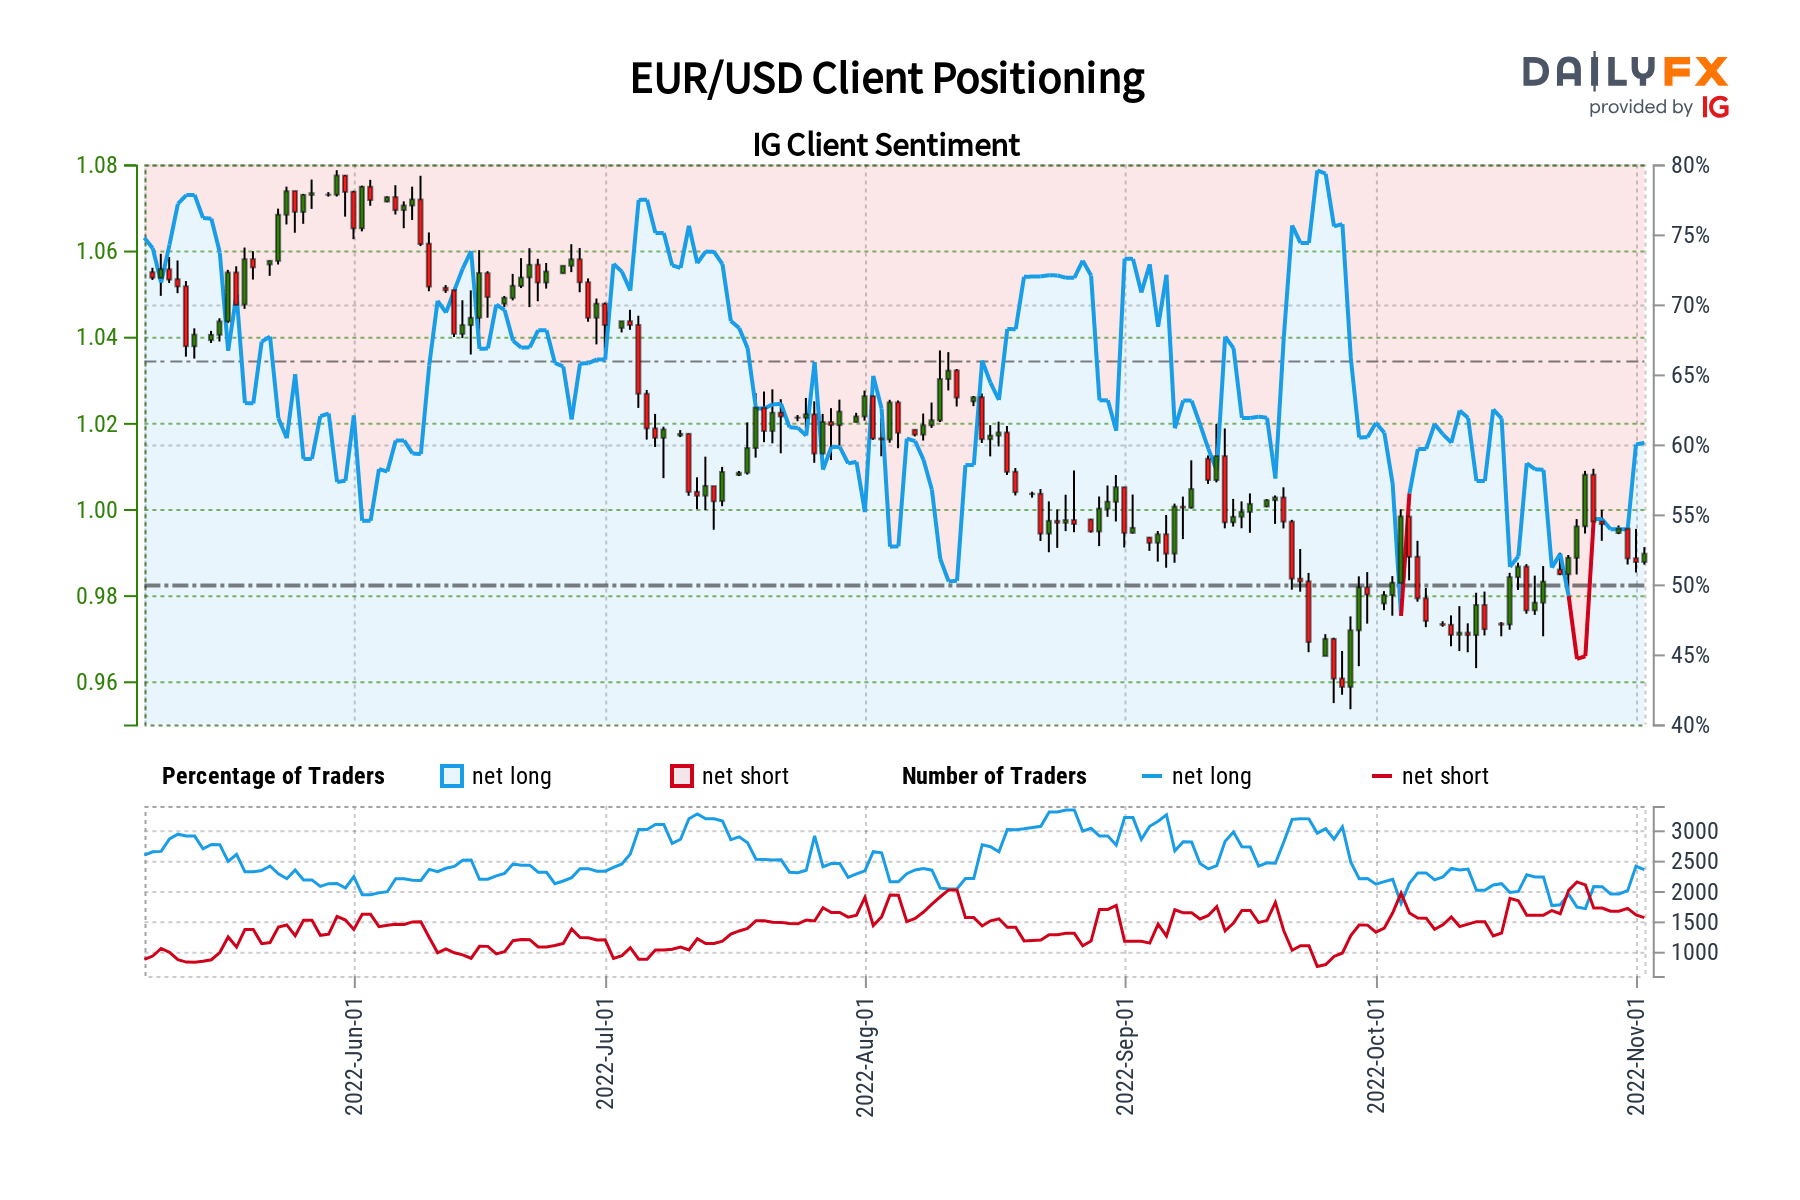 EUR/USD Client Positioning
DAILYFX
provided by IG
IG Client Sentiment
1.08
1.06
1.04
1.02
1.00
0.98
0.96
80%
75%
70%
65%
60%
55%
50%
45%
40%
Percentage of Traders net long net short Number of Traders net long net short
3000
2500
2000
1500
1000
2022-Jun-01
2022-Jul-01
2022-Aug-01
2022-Sep-01
2022-Oct-01
2022-Nov-01